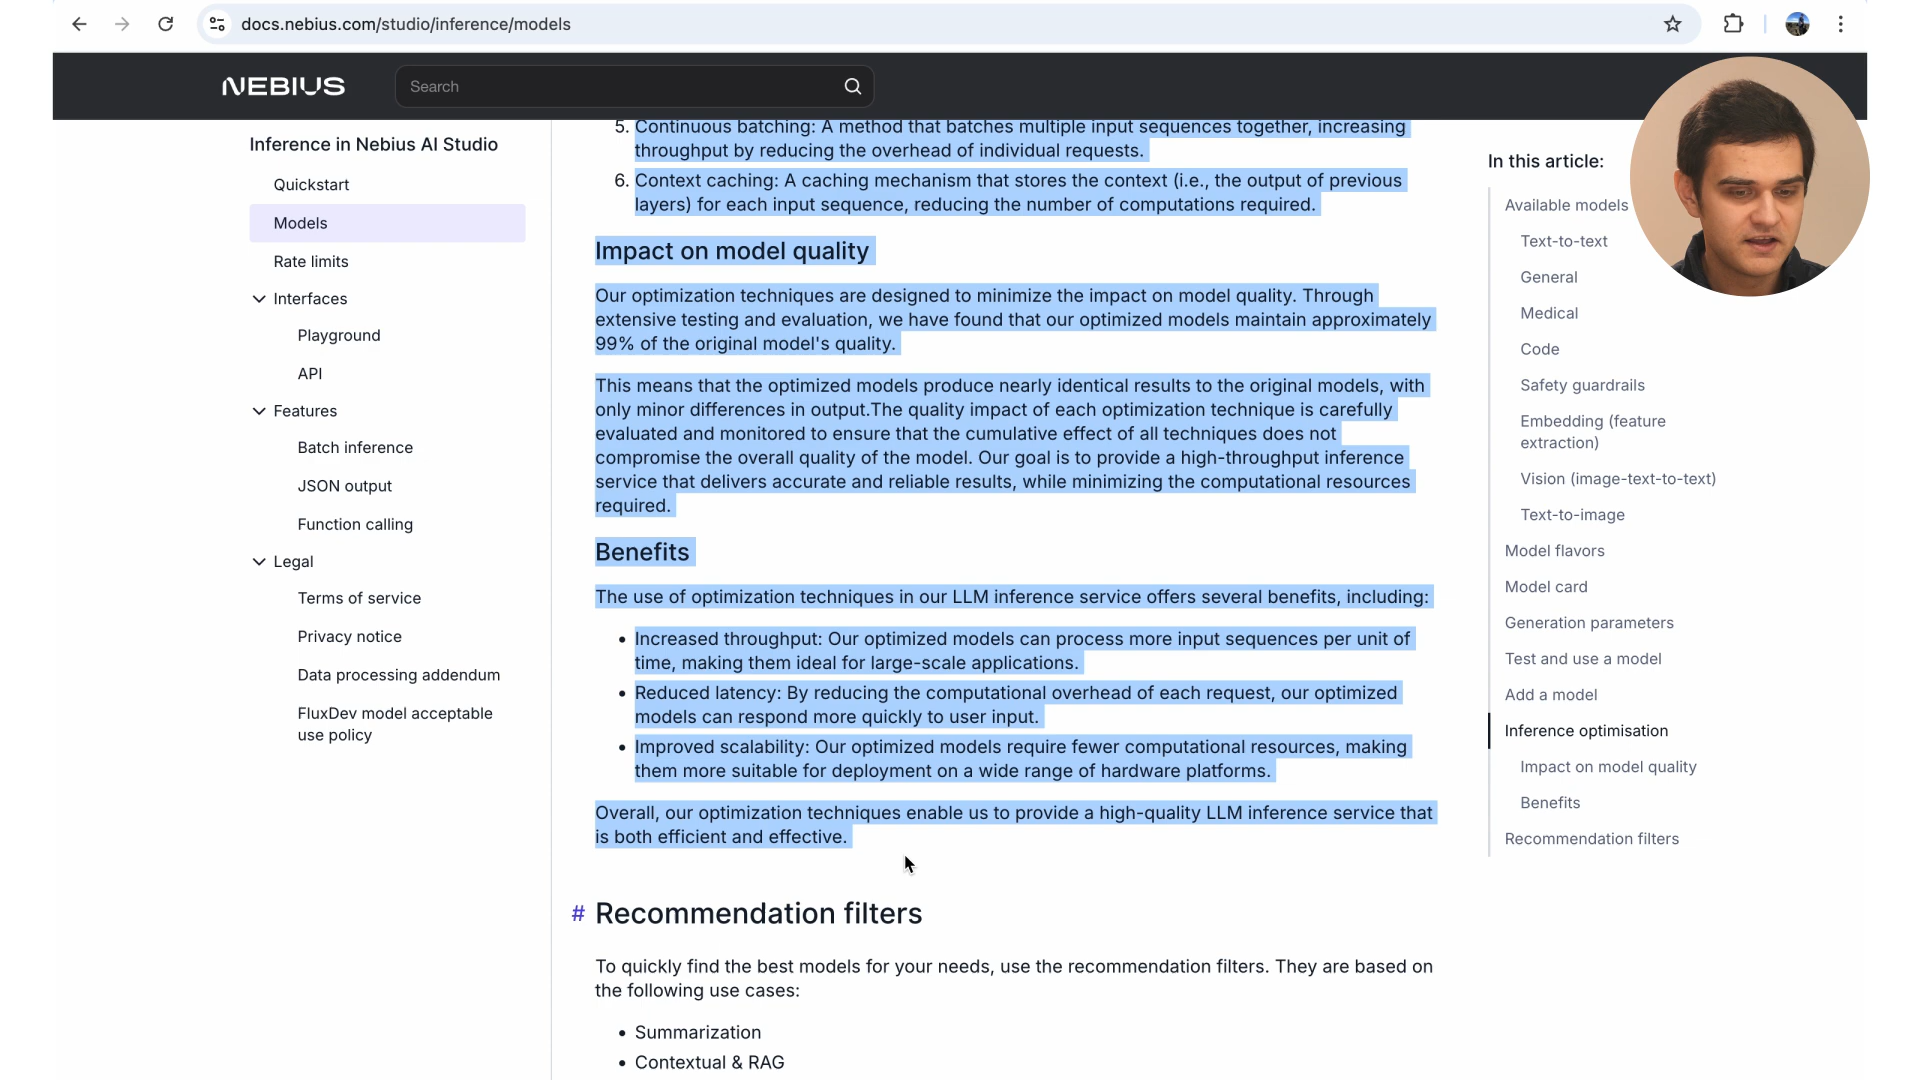 docs.nebius.com/studio/inference/models
NEBIUS
Search
Inference in Nebius AI Studio
Quickstart
Models
Rate limits
Interfaces
Playground
API
Features
Batch inference
JSON output
Function calling
Legal
Terms of service
Privacy notice
Data processing addendum
FluxDev model acceptable
use policy
5. Continuous batching: A method that batches multiple input sequences together, increasing
throughput by reducing the overhead of individual requests.
6. Context caching: A caching mechanism that stores the context (i.e., the output of previous
layers) for each input sequence, reducing the number of computations required.
Impact on model quality
Our optimization techniques are designed to minimize the impact on model quality. Through
extensive testing and evaluation, we have found that our optimized models maintain approximately
99% of the original model's quality.
This means that the optimized models produce nearly identical results to the original models, with
only minor differences in output.The quality impact of each optimization technique is carefully
evaluated and monitored to ensure that the cumulative effect of all techniques does not
compromise the overall quality of the model. Our goal is to provide a high-throughput inference
service that delivers accurate and reliable results, while minimizing the computational resources
required.
Benefits
The use of optimization techniques in our LLM inference service offers several benefits, including:
• Increased throughput: Our optimized models can process more input sequences per unit of
time, making them ideal for large-scale applications.
• Reduced latency: By reducing the computational overhead of each request, our optimized
models can respond more quickly to user input.
• Improved scalability: Our optimized models require fewer computational resources, making
them more suitable for deployment on a wide range of hardware platforms.
Overall, our optimization techniques enable us to provide a high-quality LLM inference service that
is both efficient and effective.
# Recommendation filters
To quickly find the best models for your needs, use the recommendation filters. They are based on
the following use cases:
• Summarization
• Contextual & RAG
In this article:
Available models
Text-to-text
General
Medical
Code
Safety guardrails
Embedding (feature
extraction)
Vision (image-text-to-text)
Text-to-image
Model flavors
Model card
Generation parameters
Test and use a model
Add a model
Inference optimisation
Impact on model quality
Benefits
Recommendation filters